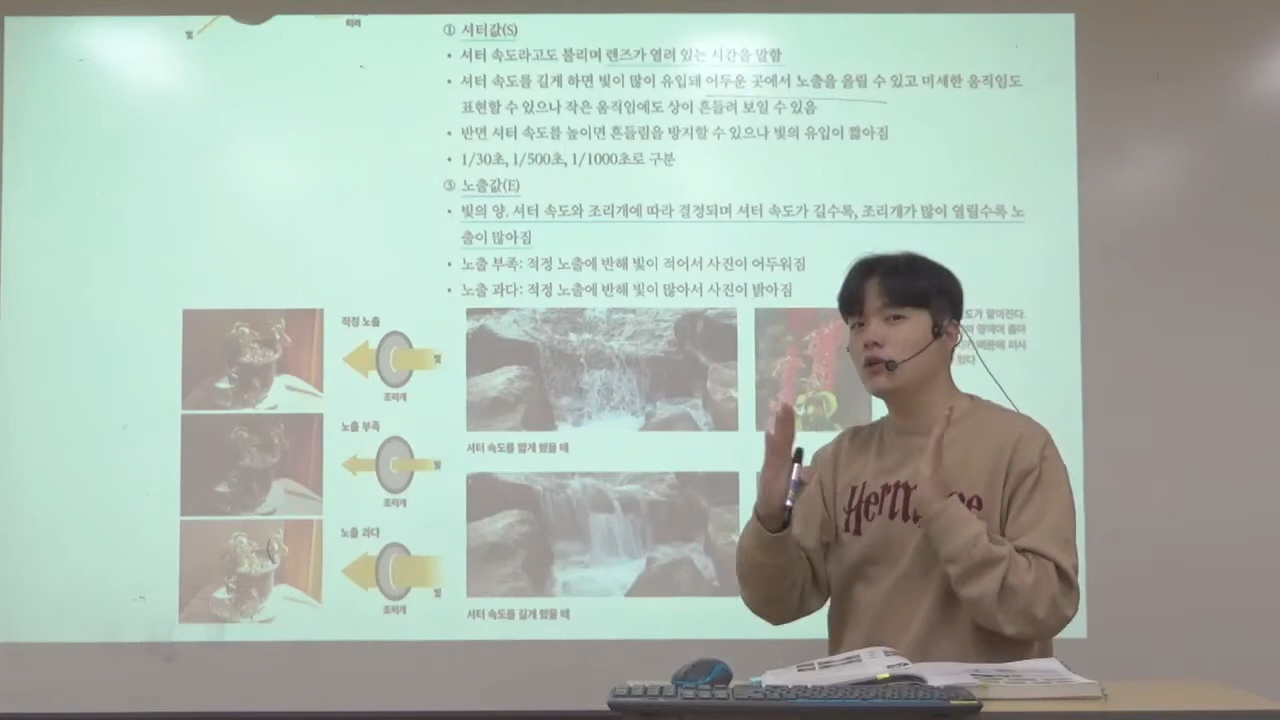 빛
① 셔터값(S)
• 셔터 속도라고도 불리며 렌즈가 열려 있는 시간을 말함
• 셔터 속도를 길게 하면 빛이 많이 유입돼 어두운 곳에서 노출을 올릴 수 있고 미세한 움직임도
표현할 수 있으나 작은 움직임에도 상이 흔들려 보일 수 있음
• 반면 셔터 속도를 높이면 흔들림을 방지할 수 있으나 빛의 유입이 짧아짐
• 1/30초, 1/500초, 1/1000초로 구분
③ 노출값(E)
• 빛의 양. 셔터 속도와 조리개에 따라 결정되며 셔터 속도가 길수록, 조리개가 많이 열릴수록 노
출이 많아짐
• 노출 부족: 적정 노출에 반해 빛이 적어서 사진이 어두워짐
• 노출 과다: 적정 노출에 반해 빛이 많아서 사진이 밝아짐
적정 노출
빛
조리개
노출 부족
빛
조리개
노출 과다
빛
조리개
셔터 속도를 짧게 했을 때
셔터 속도를 길게 했을 때